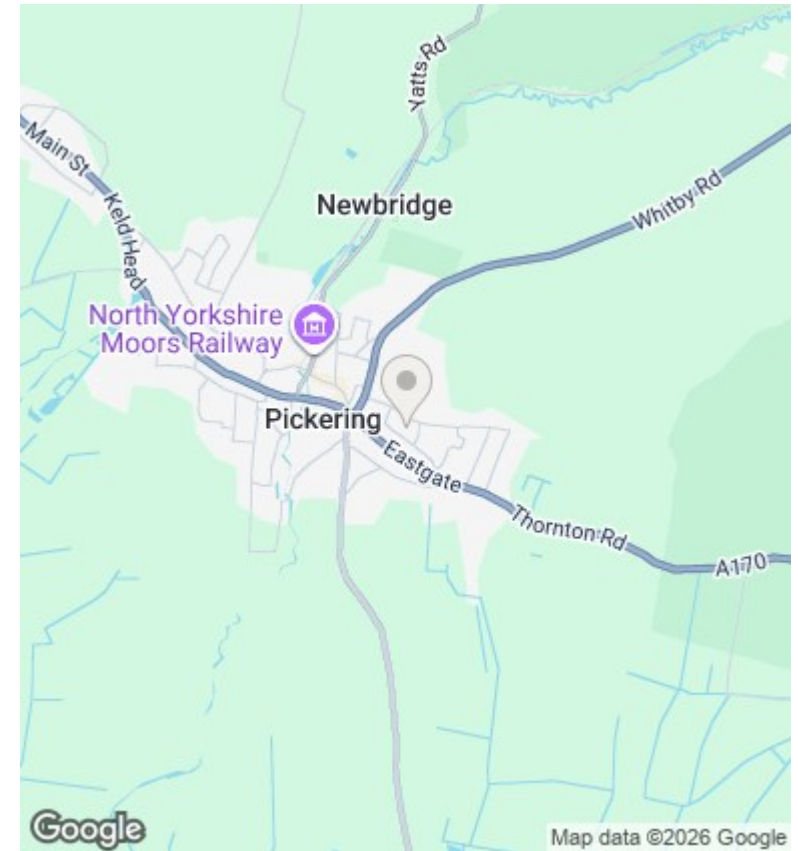 Yatts Rd
Main St
Keld Head
Newbridge
Whitby Rd
North Yorkshire
Moors Railway
Pickering
Eastgate
Thornton Rd
A170
Google
Map data ©2026 Google